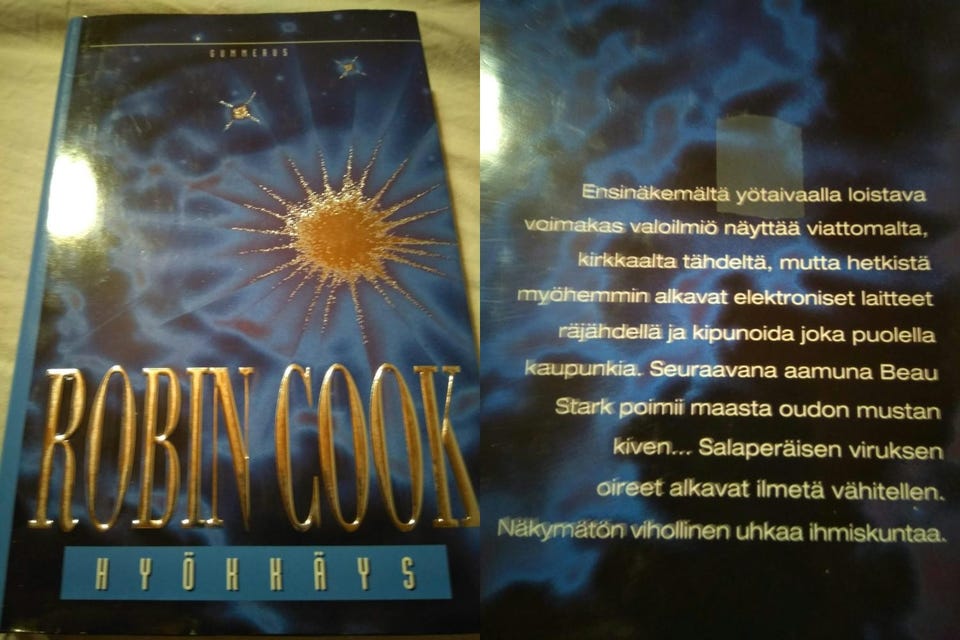 GUMMERUS
ROBIN COOK
HYÖKKÄYS
Ensinäkemältä yötaivaalla loistava
voimakas valoilmiö näyttää viattomalta,
kirkkaalta tähdeltä, mutta hetkistä
myöhemmin alkavat elektroniset laitteet
räjähdellä ja kipunoida joka puolella
kaupunkia. Seuraavana aamuna Beau
Stark poimii maasta oudon mustan
kiven... Salaperäisen viruksen
oireet alkavat ilmetä vähitellen.
Näkymätön vihollinen uhkaa ihmiskuntaa.